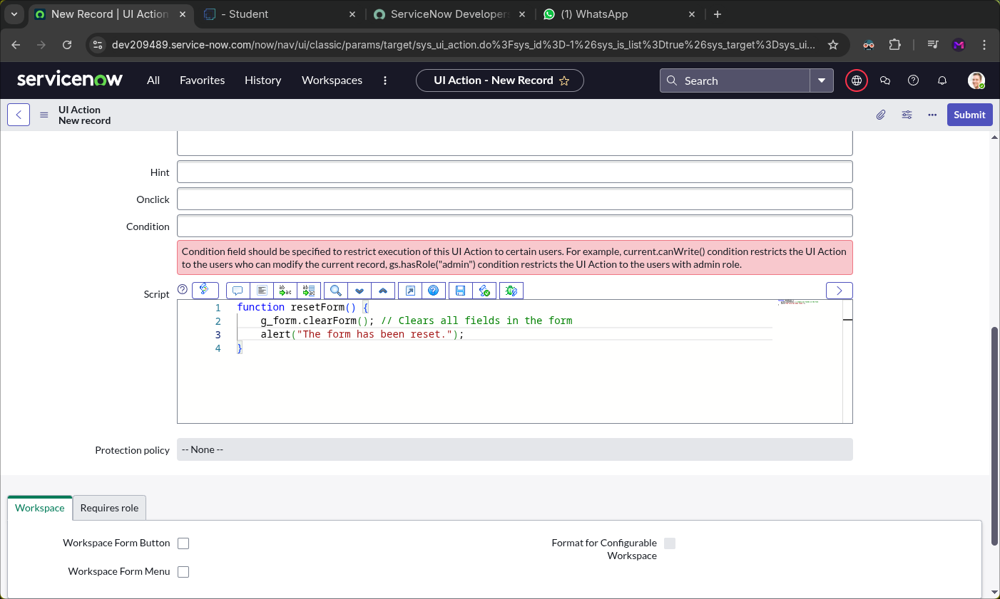 New Record | UI Action
- Student
ServiceNow Developers
(1) WhatsApp
dev209489.service-now.com/now/nav/ui/classic/params/target/sys_ui_action.do%3Fsys_id%3D-1%26sys_is_list%3Dtrue%26sys_target%3Dsys_ui...
servicenow
All
Favorites
History
Workspaces
UI Action - New Record
Search
UI Action
New record
Submit
Hint
Onclick
Condition
Condition field should be specified to restrict execution of this UI Action to certain users. For example, current.canWrite() condition restricts the UI Action
to the users who can modify the current record, gs.hasRole("admin") condition restricts the UI Action to the users with admin role.
Script
1 function resetForm() {
2 g_form.clearForm(); // Clears all fields in the form
3 alert("The form has been reset.");
4 }
Protection policy
-- None --
Workspace
Requires role
Workspace Form Button
Format for Configurable
Workspace
Workspace Form Menu